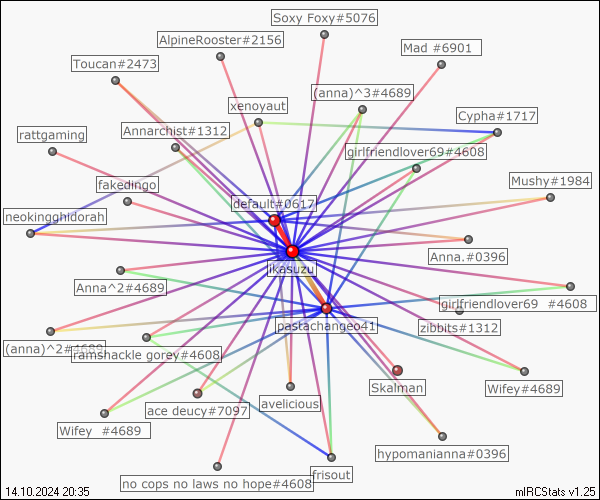 Soxy Foxy#5076
AlpineRooster#2156
Mad #6901
Toucan#2473
(anna)^3#4689
xenoyaut
Cypha#1717
Annarchist#1312
rattgaming
girlfriendlover69#4608
fakedingo
Mushy#1984
default#0617
neokingghidorah
Anna.#0396
ikasuzu
Anna^2#4689
girlfriendlover69 #4608
pastachangeo41
zibbits#1312
(anna)^2#4689
ramshackle gorey#4608
Skalman
Wifey#4689
avelicious
ace deucy#7097
Wifey #4689
hypomanianna#0396
frisout
no cops no laws no hope#4608
14.10.2024 20:35
mIRCStats v1.25